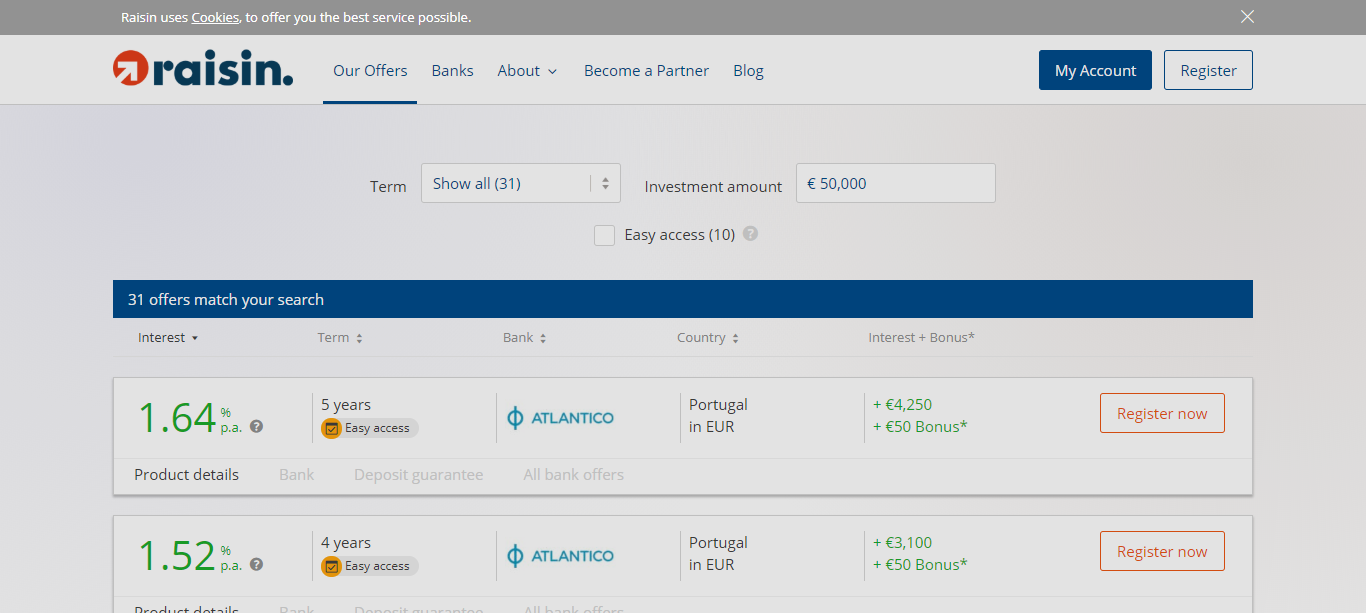 Raisin uses Cookies, to offer you the best service possible.
raisin.
Our Offers Banks About Become a Partner Blog My Account Register
Term Show all (31) Investment amount € 50,000
Easy access (10) ?
31 offers match your search
Interest Term Bank Country Interest + Bonus*
1.64 % p.a. ? 5 years Easy access ATLANTICO Portugal in EUR + €4,250 + €50 Bonus* Register now
Product details Bank Deposit guarantee All bank offers
1.52 % p.a. ? 4 years Easy access ATLANTICO Portugal in EUR + €3,100 + €50 Bonus* Register now
Product details Bank Deposit guarantee All bank offers